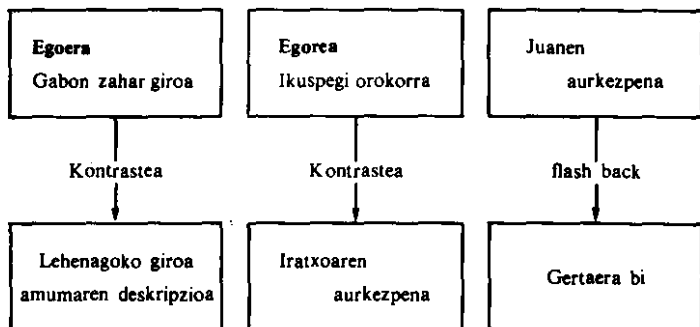 Egoera
Gabon zahar giroa
Egorea
Ikuspegi orokorra
Juanen
aurkezpena
Kontrastea
Kontrastea
flash back
Lehenagoko giroa
amumaren deskripzioa
Iratxoaren
aurkezpena
Gertaera bi